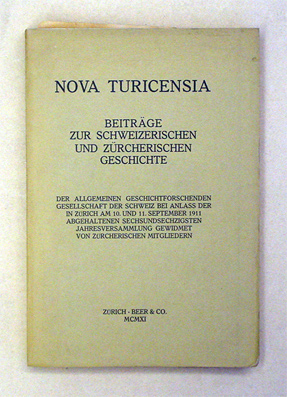 NOVA TURICENSIA
BEITRÄGE
ZUR SCHWEIZERISCHEN
UND ZÜRCHERISCHEN
GESCHICHTE
DER ALLGEMEINEN GESCHICHTFORSCHENDEN
GESELLSCHAFT DER SCHWEIZ BEI ANLASS DER
IN ZÜRICH AM 10. UND 11. SEPTEMBER 1911
ABGEHALTENEN SECHSUNDSECHZIGSTEN
JAHRESVERSAMMLUNG GEWIDMET
VON ZÜRCHERISCHEN MITGLIEDERN
ZÜRICH - BEER & CO.
MCMXI